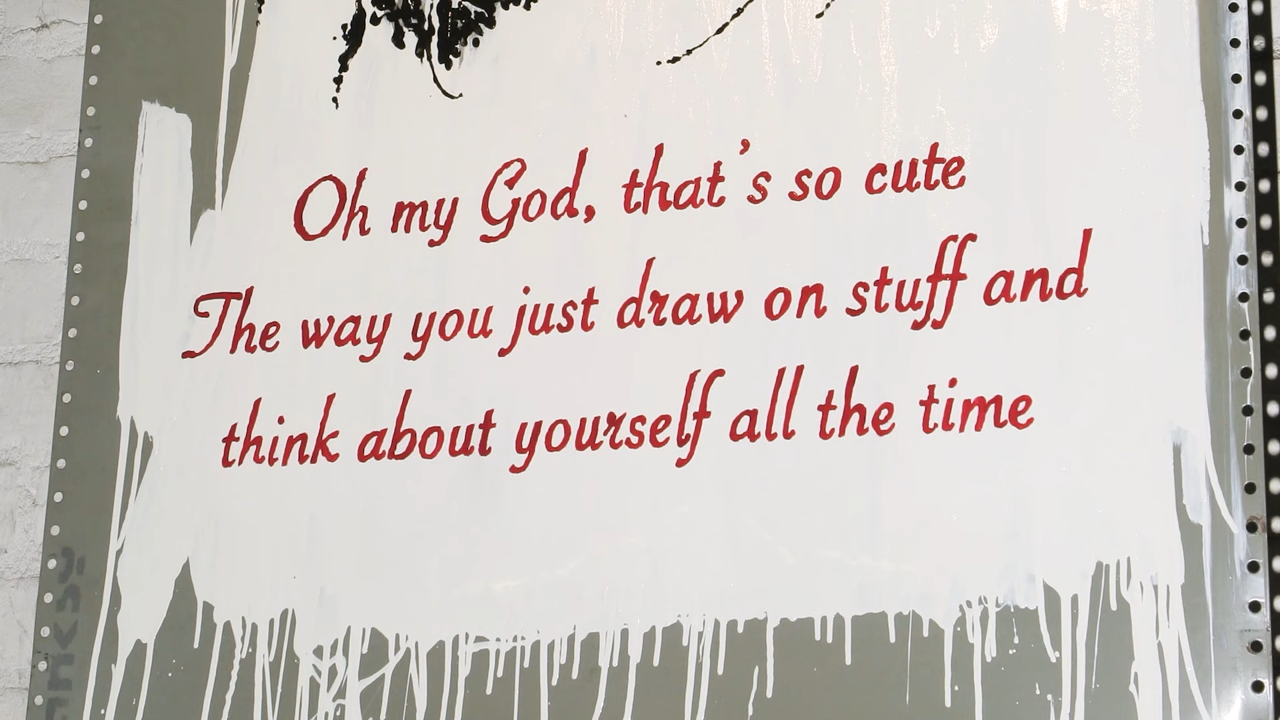 Oh my God, that's so cute
The way you just draw on stuff and
think about yourself all the time